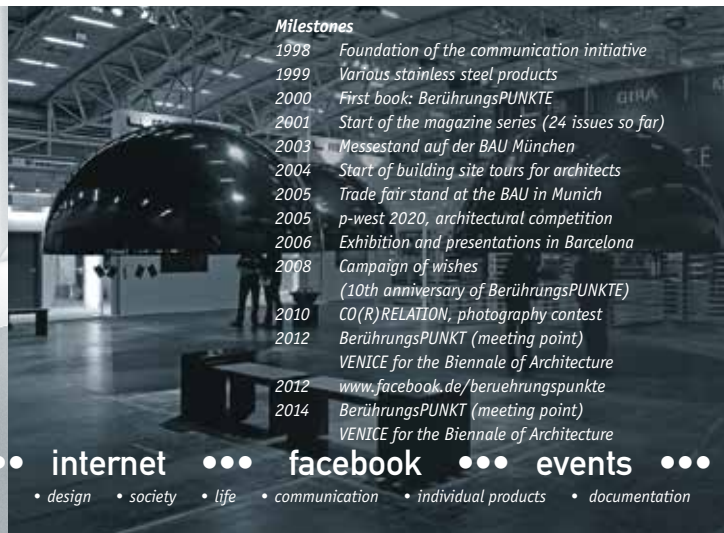 Milestones
1998 Foundation of the communication initiative
1999 Various stainless steel products
2000 First book: BerührungsPUNKTE
2001 Start of the magazine series (24 issues so far)
2003 Messestand auf der BAU München
2004 Start of building site tours for architects
2005 Trade fair stand at the BAU in Munich
2005 p-west 2020, architectural competition
2006 Exhibition and presentations in Barcelona
2008 Campaign of wishes
(10th anniversary of BerührungsPUNKTE)
2010 CO(R)RELATION, photography contest
2012 BerührungsPUNKT (meeting point)
VENICE for the Biennale of Architecture
2012 www.facebook.de/beruehrungspunkte
2014 BerührungsPUNKT (meeting point)
VENICE for the Biennale of Architecture
•• internet ••• facebook ••• events •••
• design • society • life • communication • individual products • documentation